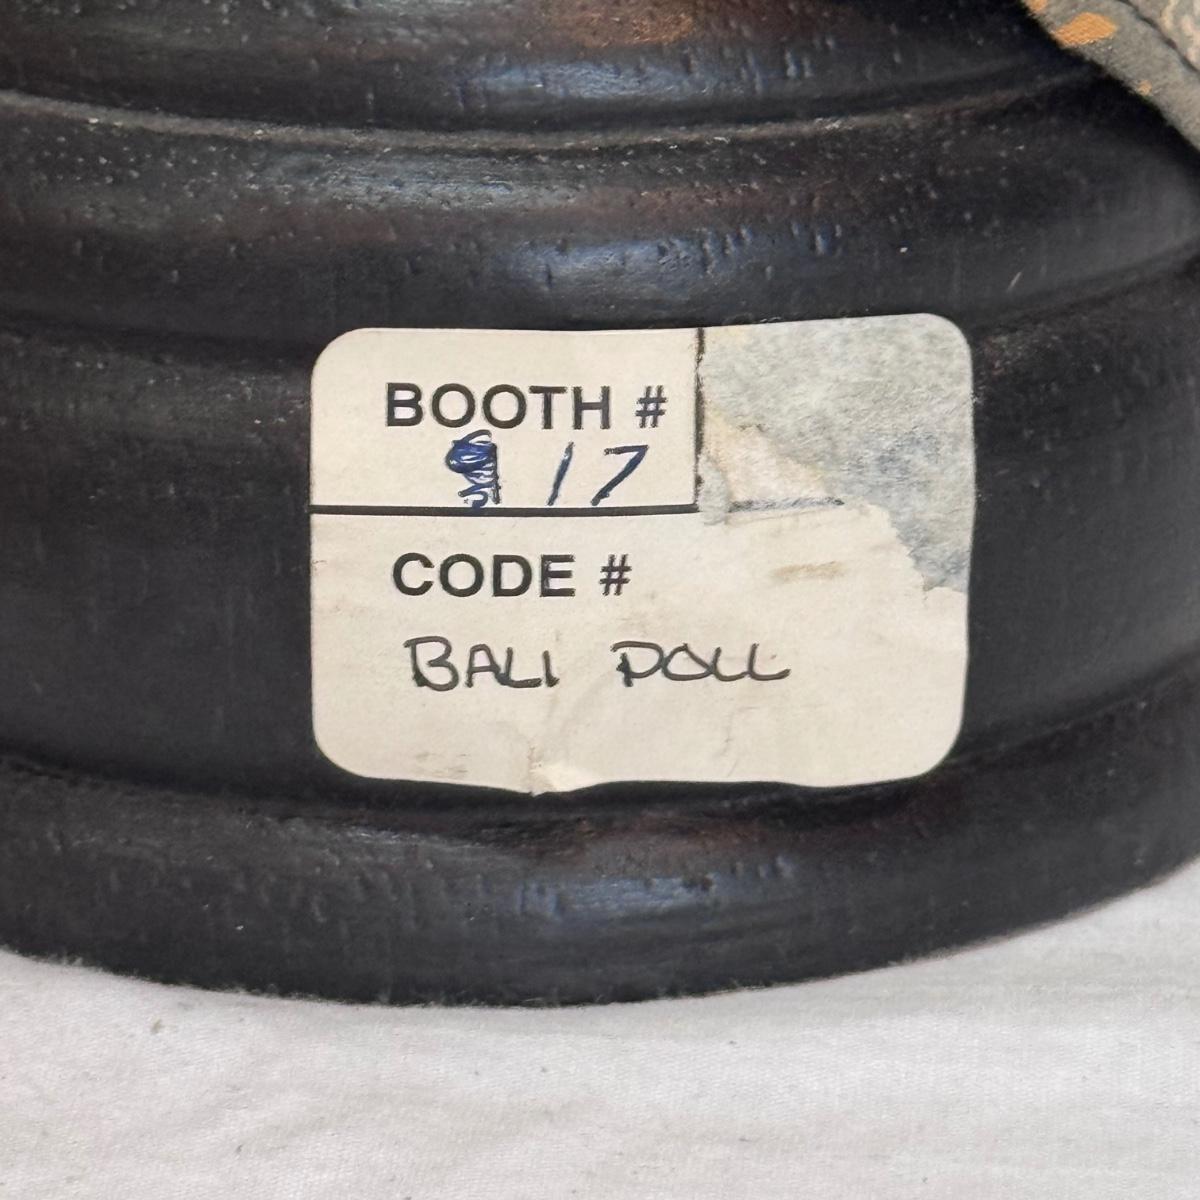 BOOTH #
17
CODE #
BALI DOLL